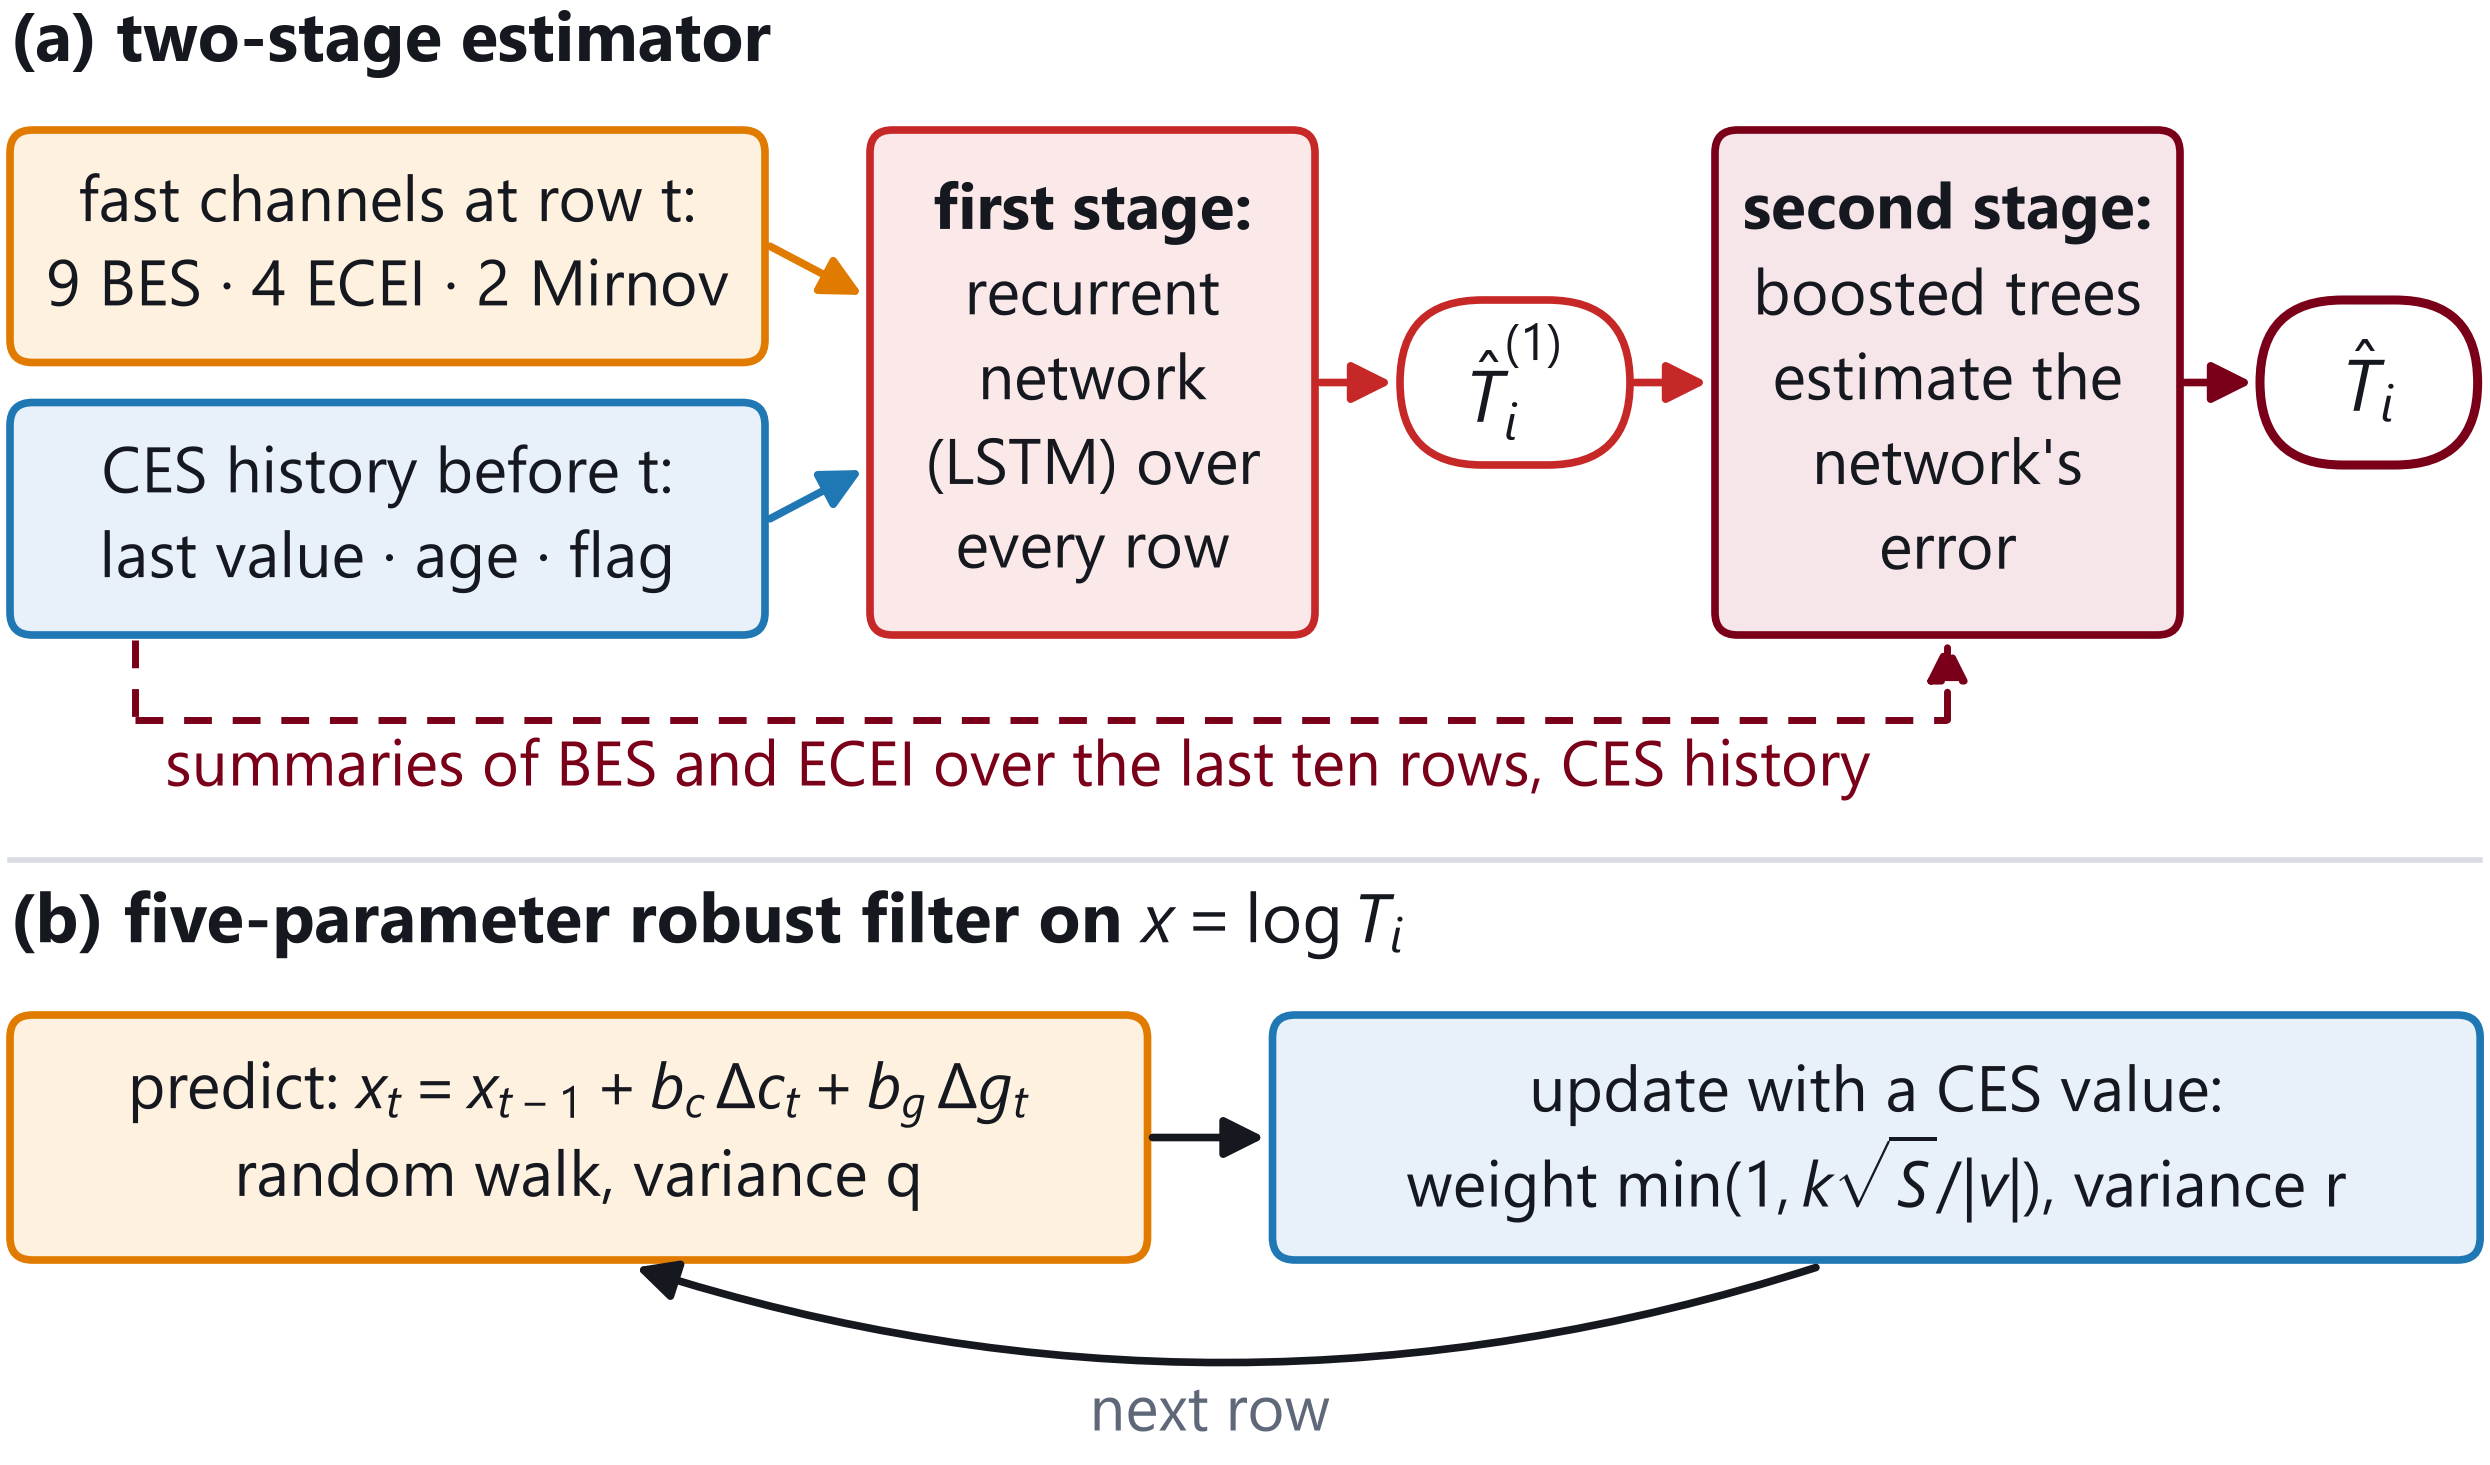 (a) two-stage estimator
fast channels at row t:
9 BES · 4 ECEI · 2 Mirnov
CES history before t:
last value · age · flag
first stage:
recurrent
network
(LSTM) over
every row
T̂ᵢ⁽¹⁾
second stage:
boosted trees
estimate the
network's
error
T̂ᵢ
summaries of BES and ECEI over the last ten rows, CES history
(b) five-parameter robust filter on x = log Tᵢ
predict: xₜ = xₜ₋₁ + b_c Δcₜ + b_g Δgₜ
random walk, variance q
update with a CES value:
weight min(1, k√S/|v|), variance r
next row